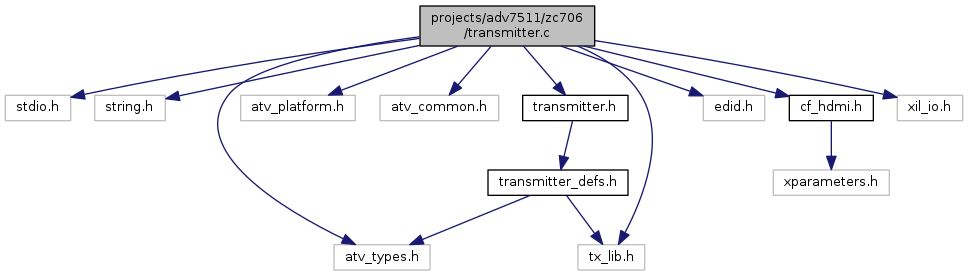 projects/adv7511/zc706
/transmitter.c
stdio.h
string.h
atv_platform.h
atv_common.h
transmitter.h
edid.h
cf_hdmi.h
xil_io.h
transmitter_defs.h
xparameters.h
atv_types.h
tx_lib.h